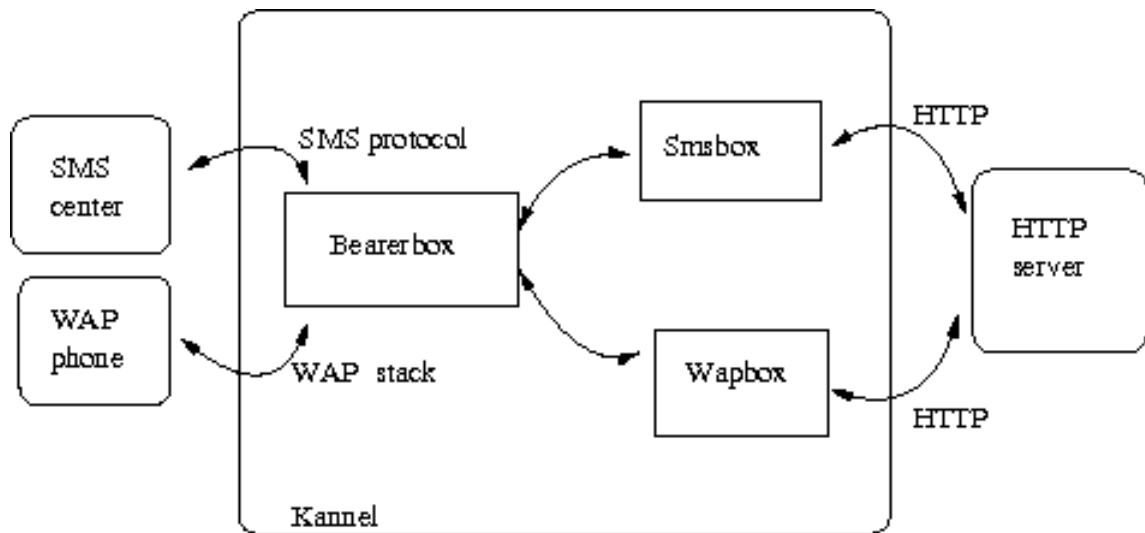 SMS
center
WAP
phone
SMS protocol
Bearerbox
WAP stack
Smsbox
Wapbox
Kannel
HTTP
HTTP
server
HTTP